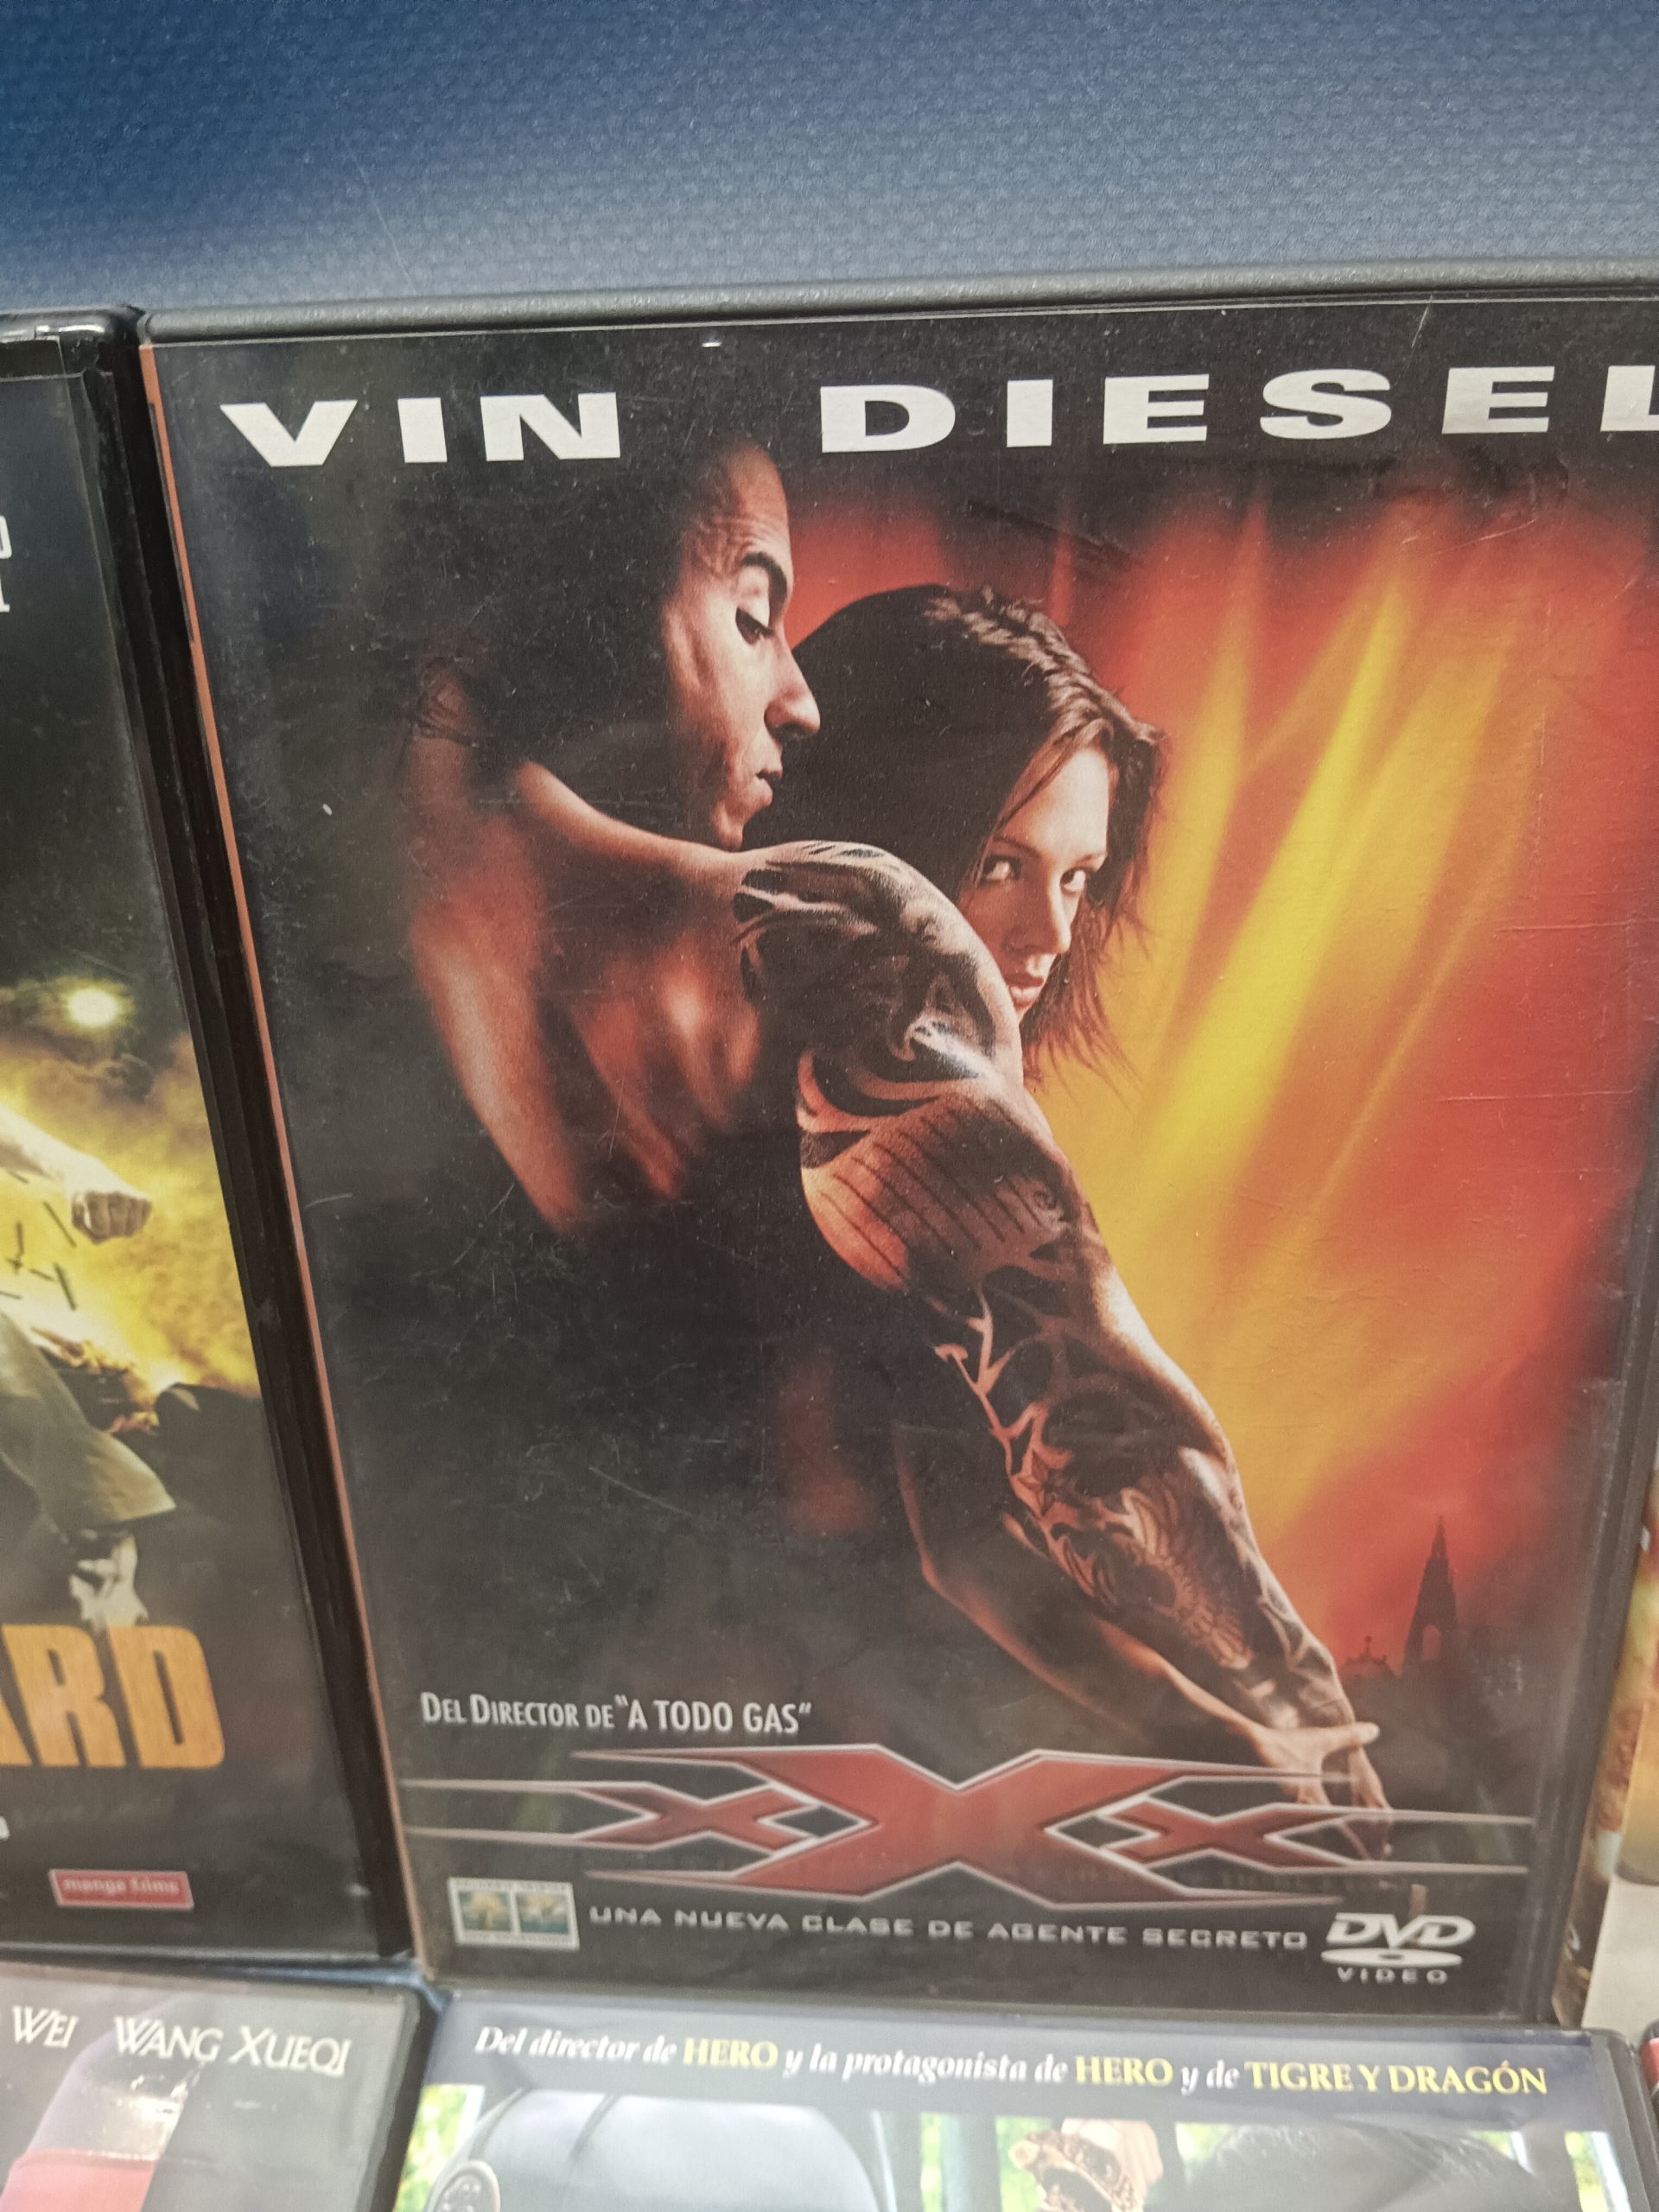 VIN DIESEL
DEL DIRECTOR DE "A TODO GAS"
xXx
UNA NUEVA CLASE DE AGENTE SECRETO
DVD
VIDEO
ARD
manga films
WEI WANG XUEQI
Del director de HERO y la protagonista de HERO y de TIGRE Y DRAGÓN